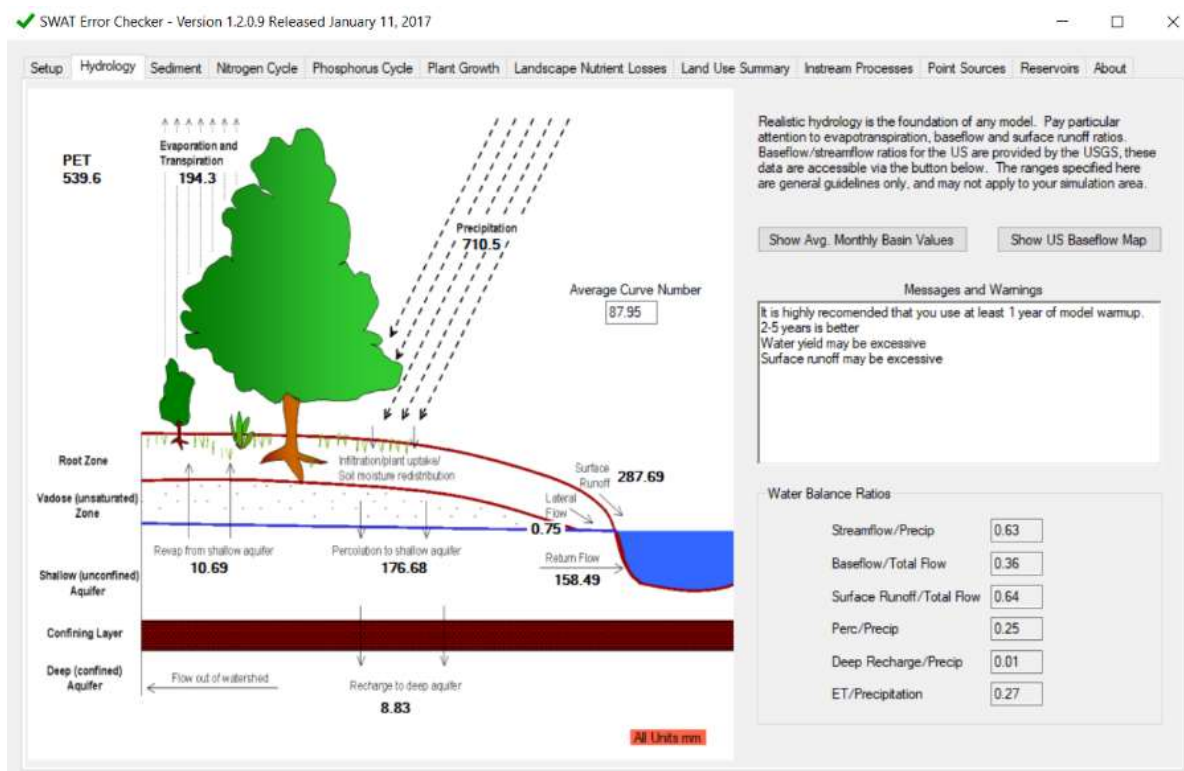 SWAT Error Checker - Version 1.2.0.9 Released January 11, 2017
Setup Hydrology Sediment Nitrogen Cycle Phosphorus Cycle Plant Growth Landscape Nutrient Losses Land Use Summary Instream Processes Point Sources Reservoirs About
PET
539.6
Evaporation and
Transpiration
194.3
Precipitation
710.5
Average Curve Number
87.95
Root Zone
Infiltration/plant uptake/
Soil moisture redistribution
Surface
Runoff
287.69
Vadose (unsaturated)
Zone
Lateral
Flow
0.75
Revap from shallow aquifer
10.69
Percolation to shallow aquifer
176.68
Return Flow
158.49
Shallow (unconfined)
Aquifer
Confining Layer
Deep (confined)
Aquifer
Flow out of watershed
Recharge to deep aquifer
8.83
All Units mm
Realistic hydrology is the foundation of any model. Pay particular
attention to evapotranspiration, baseflow and surface runoff ratios.
Baseflow/streamflow ratios for the US are provided by the USGS, these
data are accessible via the button below. The ranges specified here
are general guidelines only, and may not apply to your simulation area.
Show Avg. Monthly Basin Values
Show US Baseflow Map
Messages and Warnings
It is highly recomended that you use at least 1 year of model warmup.
2-5 years is better
Water yield may be excessive
Surface runoff may be excessive
Water Balance Ratios
Streamflow/Precip 0.63
Baseflow/Total Flow 0.36
Surface Runoff/Total Flow 0.64
Perc/Precip 0.25
Deep Recharge/Precip 0.01
ET/Precipitation 0.27